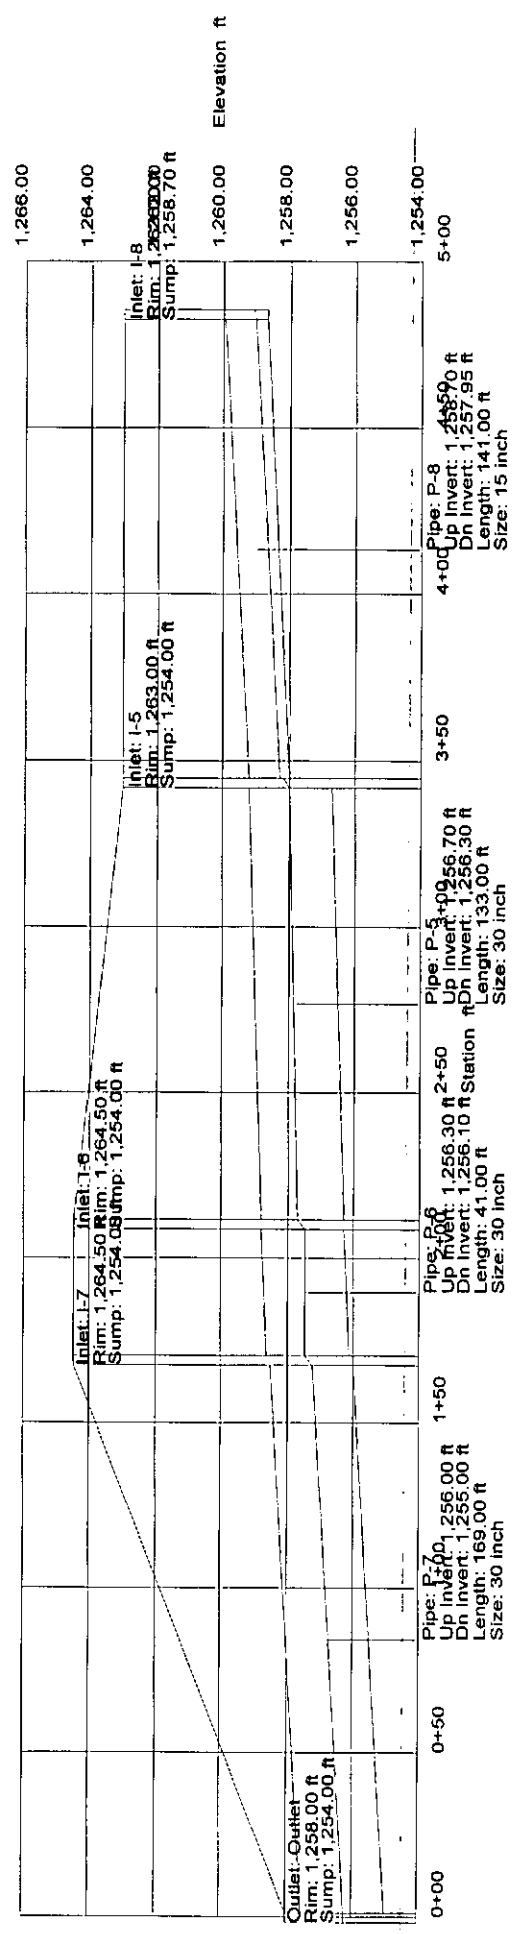 Outlet: Outlet
Rim: 1,258.00 ft
Sump: 1,254.00 ft
Inlet: I-7
Rim: 1,264.50 ft
Sump: 1,254.00 ft
Inlet: I-6
Rim: 1,264.50 ft
Sump: 1,254.00 ft
Inlet: I-5
Rim: 1,263.00 ft
Sump: 1,254.00 ft
Inlet: I-8
Rim:
Sump: 1,258.70 ft
1,266.00
1,264.00
1,262.00
1,260.00
1,258.00
1,256.00
1,254.00
Elevation ft
0+00
0+50
1+00
1+50
2+00
2+50
3+00
3+50
4+00
4+50
5+00
Station ft
Pipe: P-7
Up Invert: 1,256.00 ft
Dn Invert: 1,255.00 ft
Length: 169.00 ft
Size: 30 inch
Pipe: P-6
Up Invert: 1,256.30 ft
Dn Invert: 1,256.10 ft
Length: 41.00 ft
Size: 30 inch
Pipe: P-5
Up Invert: 1,256.70 ft
Dn Invert: 1,256.30 ft
Length: 133.00 ft
Size: 30 inch
Pipe: P-8
Up Invert: 1,258.70 ft
Dn Invert: 1,257.95 ft
Length: 141.00 ft
Size: 15 inch